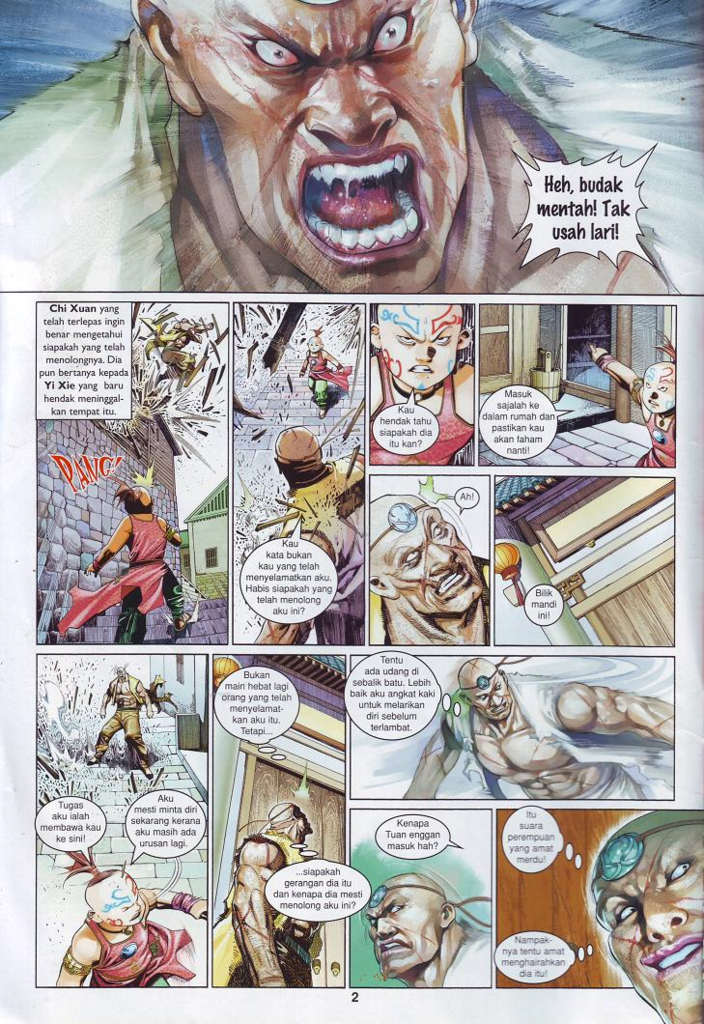 Heh, budak
mentah! Tak
usah lari!
Chi Xuan yang
telah terlepas ingin
benar mengetahui
siapakah yang telah
menolongnya. Dia
pun bertanya kepada
Yi Xie yang baru
hendak meninggal-
kan tempat itu.
PANG!
Kau
kata bukan
kau yang telah
menyelamatkan aku.
Habis siapakah yang
telah menolong
aku ini?
Kau
hendak tahu
siapakah dia
itu kan?
Masuk
sajalah ke
dalam rumah dan
pastikan kau
akan faham
nanti!
Ah!
Bilik
mandi
ini!
Tugas
aku ialah
membawa kau
ke sini!
Aku
mesti minta diri
sekarang kerana
aku masih ada
urusan lagi.
Bukan
main hebat lagi
orang yang telah
menyelamat-
kan aku itu.
Tetapi...
...siapakah
gerangan dia itu
dan kenapa dia mesti
menolong aku ini?
Tentu
ada udang di
sebalik batu. Lebih
baik aku angkat kaki
untuk melarikan
diri sebelum
terlambat.
Kenapa
Tuan enggan
masuk hah?
Itu
suara
perempuan
yang amat
merdu!
Nampak-
nya tentu amat
menghairahkan
dia itu!
2